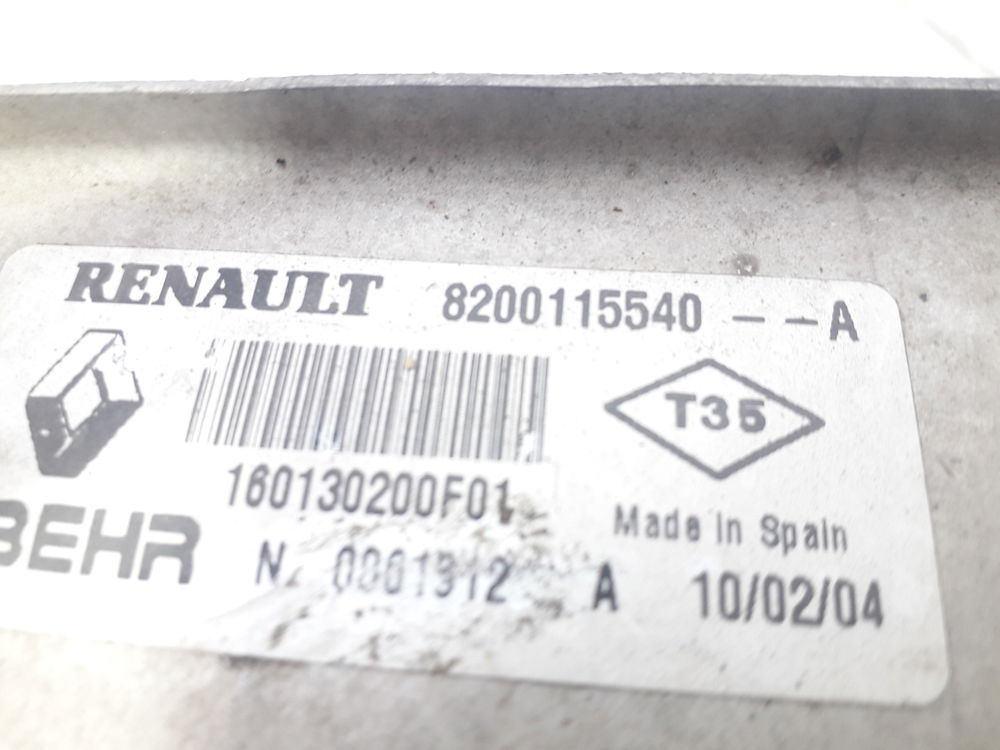 RENAULT 8200115540 --A
T35
160130200F01
Made in Spain
BEHR
N. 0001312 A 10/02/04